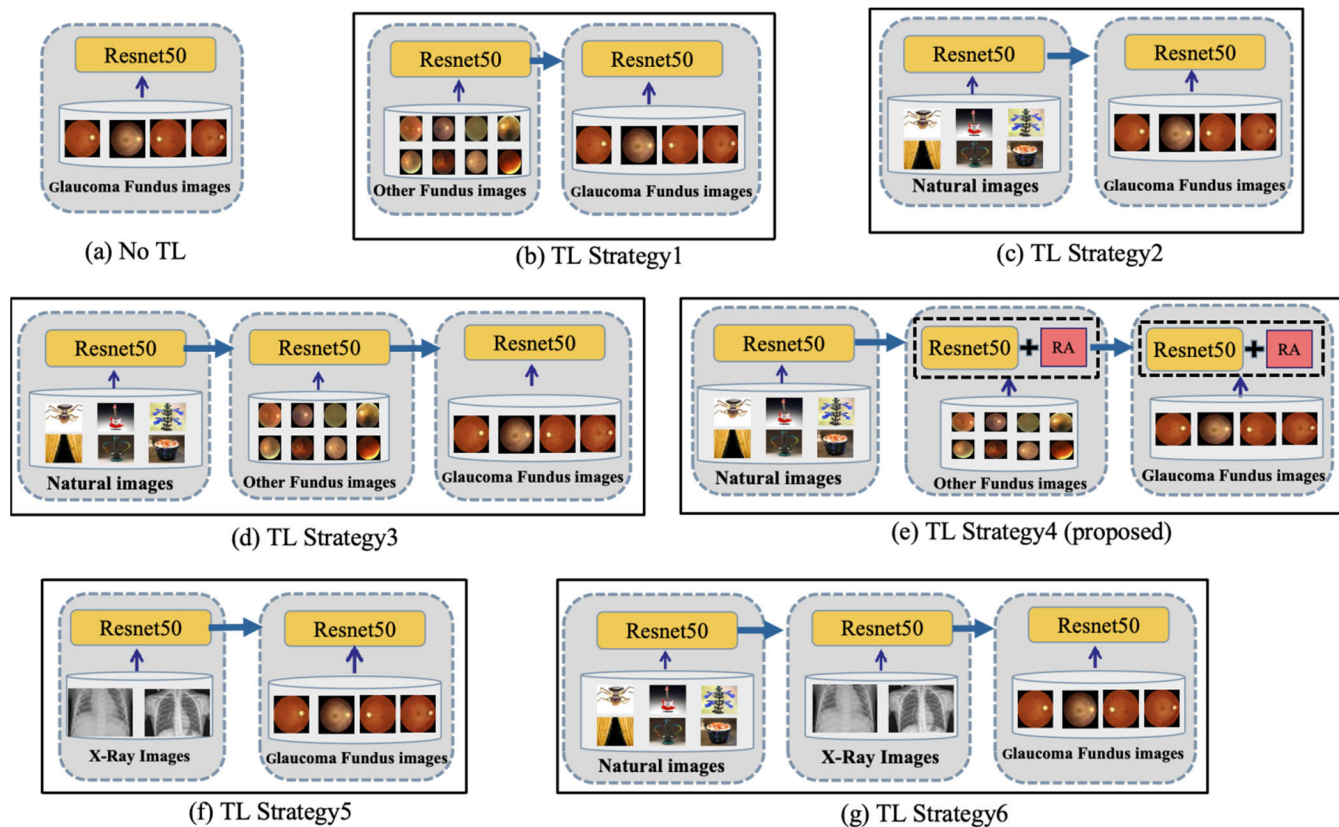 Resnet50
Glaucoma Fundus images
(a) No TL
Resnet50
Resnet50
Other Fundus images
Glaucoma Fundus images
(b) TL Strategy1
Resnet50
Resnet50
Natural images
Glaucoma Fundus images
(c) TL Strategy2
Resnet50
Resnet50
Resnet50
Natural images
Other Fundus images
Glaucoma Fundus images
(d) TL Strategy3
Resnet50
Resnet50
+
RA
Resnet50
+
RA
Natural images
Other Fundus images
Glaucoma Fundus images
(e) TL Strategy4 (proposed)
Resnet50
Resnet50
X-Ray Images
Glaucoma Fundus images
(f) TL Strategy5
Resnet50
Resnet50
Resnet50
Natural images
X-Ray Images
Glaucoma Fundus images
(g) TL Strategy6